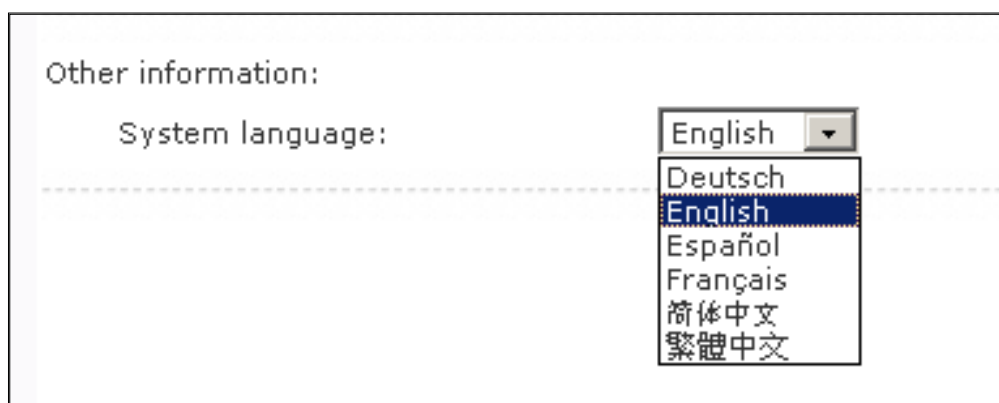 Other information:
System language: English
Deutsch
English
Español
Français
简体中文
繁體中文